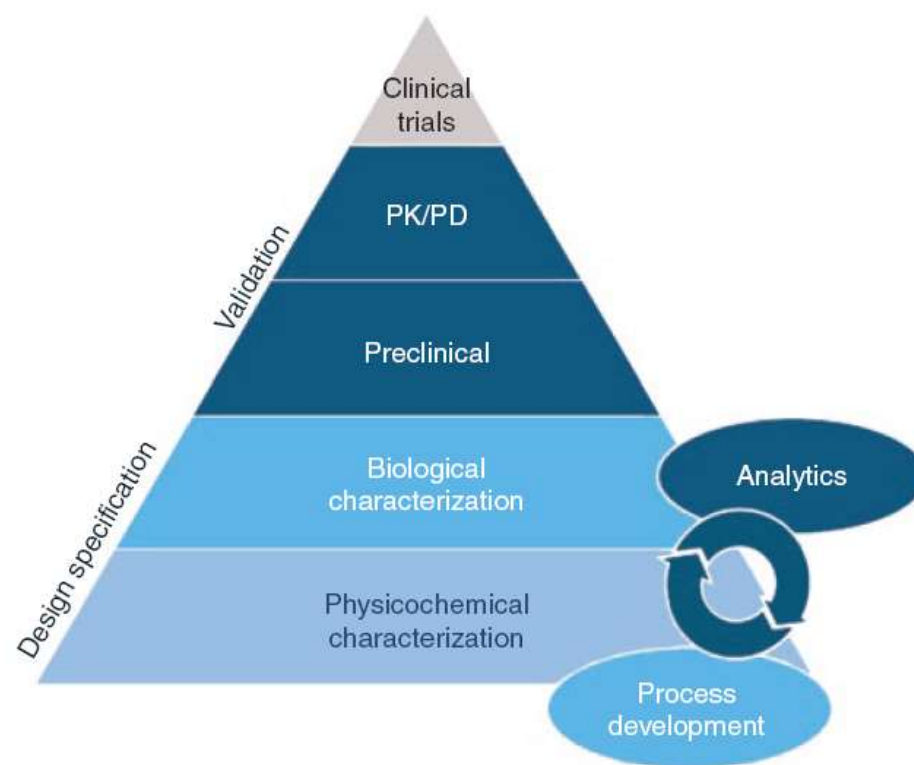 Clinical
trials
PK/PD
Validation
Preclinical
Biological
characterization
Analytics
Design specification
Physicochemical
characterization
Process
development